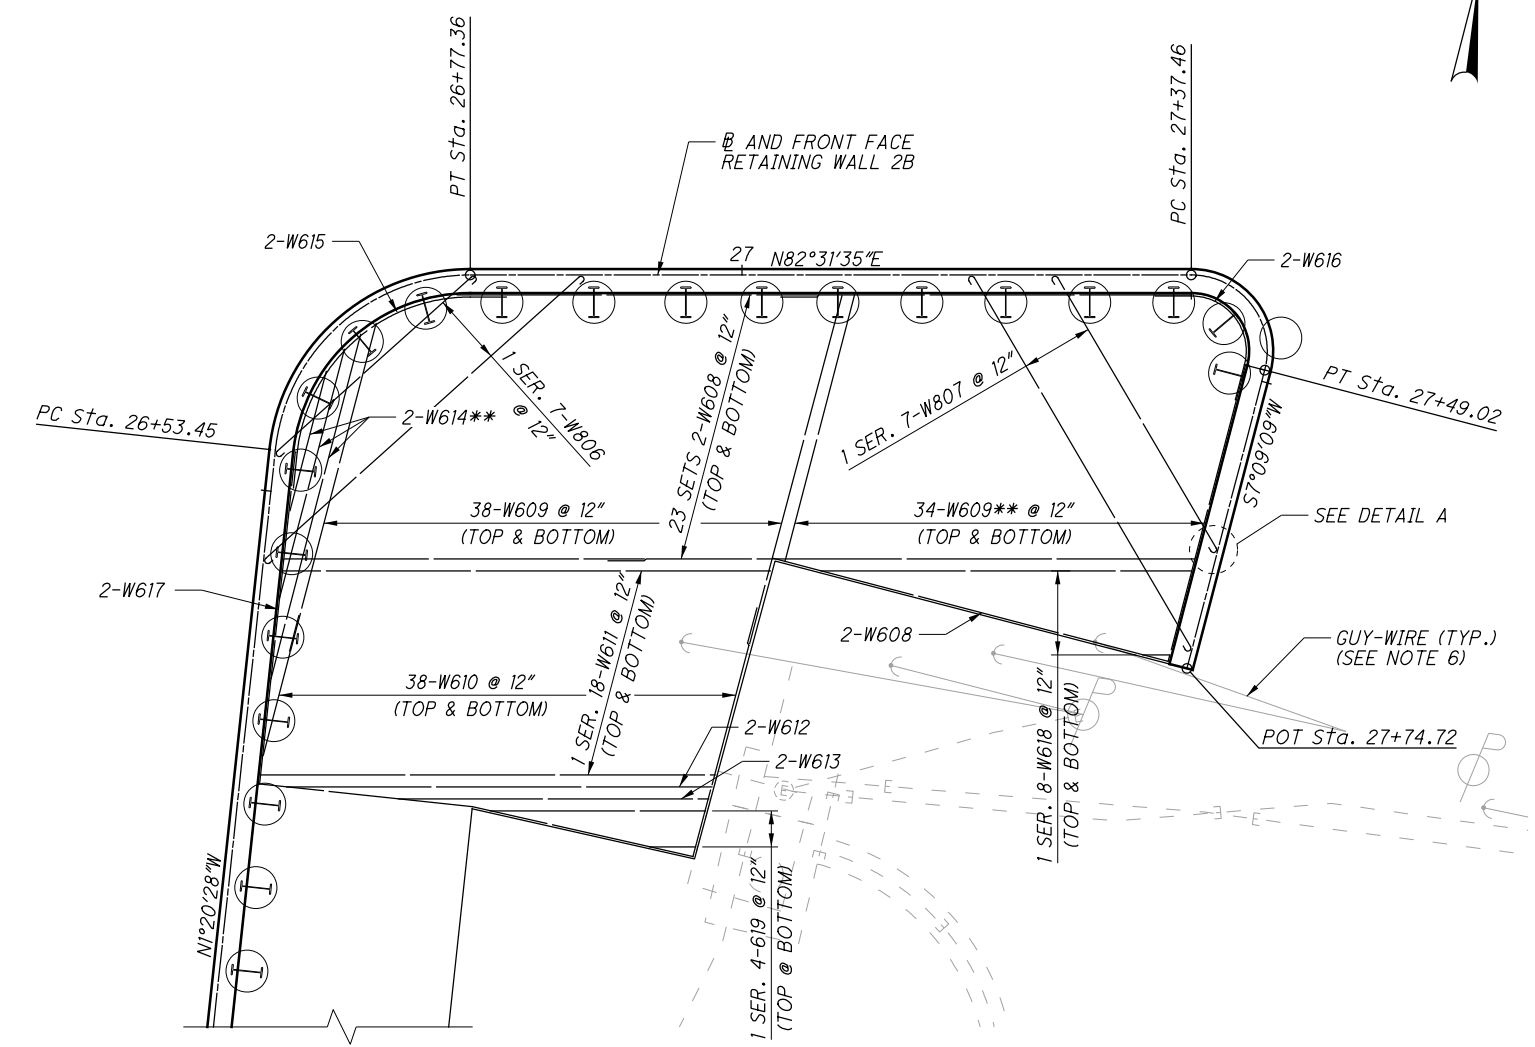 PT Sta. 26+77.36
PC Sta. 27+37.46
BL AND FRONT FACE
RETAINING WALL 2B
2-W615
27
N82°31'35"E
2-W616
PC Sta. 26+53.45
2-W614**
1 SER. 7-W806
@ 12"
23 SETS 2-W608 @ 12"
(TOP & BOTTOM)
1 SER. 7-W807 @ 12"
PT Sta. 27+49.02
S7°09'09"W
38-W609 @ 12"
(TOP & BOTTOM)
34-W609** @ 12"
(TOP & BOTTOM)
SEE DETAIL A
2-W617
1 SER. 18-W611 @ 12"
(TOP & BOTTOM)
2-W608
GUY-WIRE (TYP.)
(SEE NOTE 6)
38-W610 @ 12"
(TOP & BOTTOM)
2-W612
2-W613
1 SER. 8-W618 @ 12"
(TOP & BOTTOM)
POT Sta. 27+74.72
E
E
E
E
E
E
E
E
E
E
N1°20'28"W
1 SER. 4-619 @ 12"
(TOP @ BOTTOM)